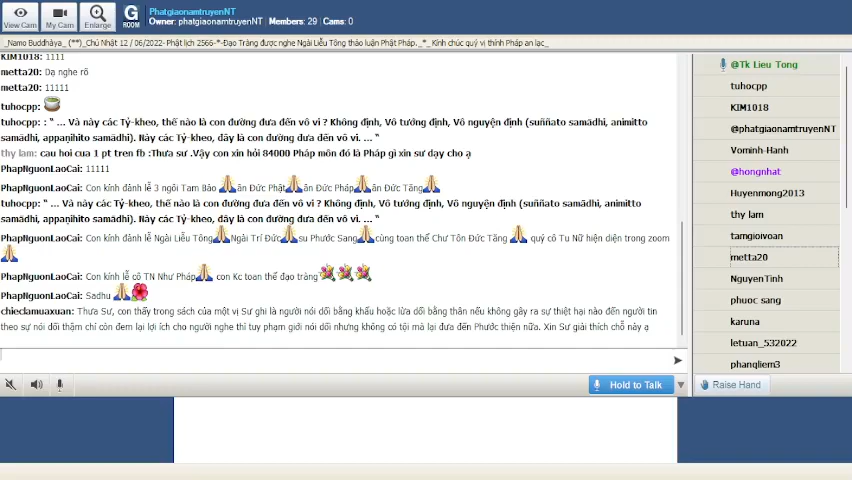 View Cam
My Cam
Enlarge
G
ROOM
PhatgiaonamtruyenNT
Owner: phatgiaonamtruyenNT | Members: 29 | Cams: 0
_Namo Buddhàya_ (**)_Chủ Nhật 12 / 06/2022- Phật lịch 2566-*-Đạo Tràng được nghe Ngài Liễu Tông thảo luận Phật Pháp. _*_ Kính chúc quý vị thính Pháp an lạc_
KIM1018: 1111
metta20: Dạ nghe rõ
metta20: 11111
tuhocpp:
tuhocpp: : “ ... Và này các Tỷ-kheo, thế nào là con đường đưa đến vô vi ? Không định, Vô tướng định, Vô nguyện định (suññato samādhi, animitto
samādhi, appaṇihito samādhi). Này các Tỷ-kheo, đây là con đường đưa đến vô vi. ... “
thy lam: cau hoi cua 1 pt tren fb :Thưa sư .Vậy con xin hỏi 84000 Pháp môn đó là Pháp gì xin sư dạy cho ạ
PhapNguonLaoCai: 11111
PhapNguonLaoCai: Con kính đảnh lễ 3 ngôi Tam Bảo ân Đức Phật ân Đức Pháp ân Đức Tăng
tuhocpp: “ ... Và này các Tỷ-kheo, thế nào là con đường đưa đến vô vi ? Không định, Vô tướng định, Vô nguyện định (suññato samādhi, animitto
samādhi, appaṇihito samādhi). Này các Tỷ-kheo, đây là con đường đưa đến vô vi. ... “
PhapNguonLaoCai: Con kính đảnh lễ Ngài Liễu Tông Ngài Trí Đức su Phước Sang cùng toan thể Chư Tôn Đức Tăng quý cô Tu Nữ hiện diện trong zoom
PhapNguonLaoCai: Con kính lễ cô TN Như Pháp con Kc toan thể đạo tràng
PhapNguonLaoCai: Sadhu
chieclamuaxuan: Thưa Sư, con thấy trong sách của một vị Sư ghi là người nói dối bằng khẩu hoặc lừa dối bằng thân nếu không gây ra sự thiệt hại nào đến người tin
theo sự nói dối thậm chí còn đem lại lợi ích cho người nghe thì tuy phạm giới nói dối nhưng không có tội mà lại đưa đến Phước thiện nữa. Xin Sư giải thích chỗ này ạ
Hold to Talk
@Tk Lieu Tong
tuhocpp
KIM1018
@phatgiaonamtruyenNT
Vominh-Hanh
@hongnhat
Huyenmong2013
thy lam
tamgioivoan
metta20
NguyenTinh
phuoc sang
karuna
letuan_532022
phangliem3
Raise Hand